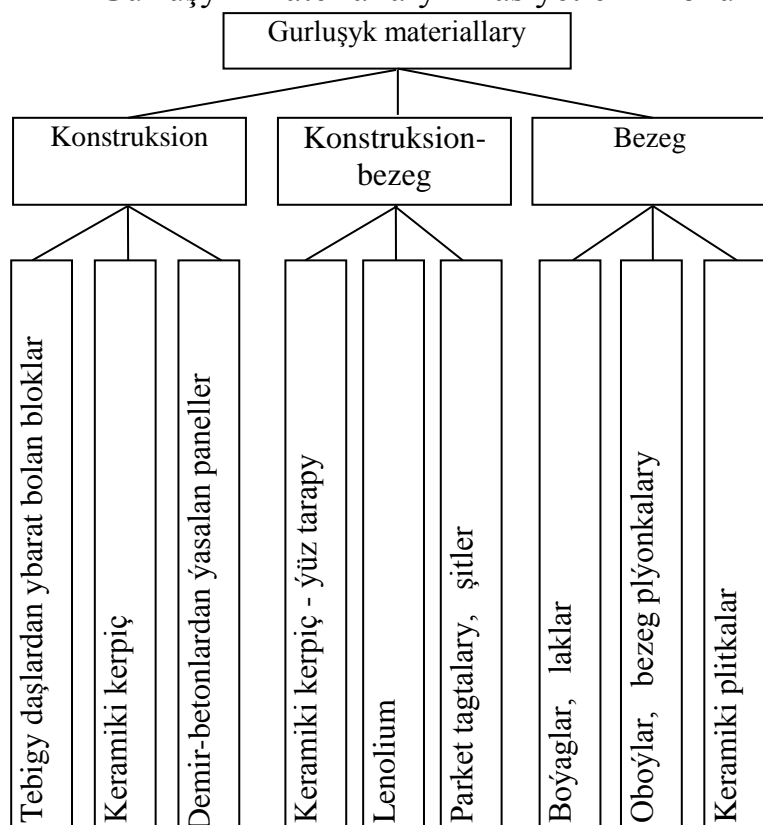 Gurluşyk materiallary
Konstruksion
Konstruksion-
bezeg
Bezeg
Tebigy daşlardan ybarat bolan bloklar
Keramiki kerpiç
Demir-betonlardan ýasalan paneller
Keramiki kerpiç - ýüz tarapy
Lenolium
Parket tagtalary, şitler
Boýaglar, laklar
Oboýlar, bezeg plýonkalary
Keramiki plitkalar